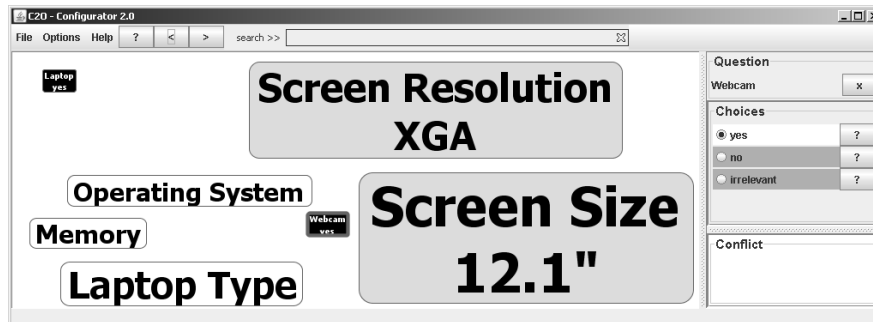 C2O - Configurator 2.0
File Options Help ? < > search >>
Laptop
yes
Screen Resolution
XGA
Operating System
Memory
Webcam
yes
Laptop Type
Screen Size
12.1"
Question
Webcam x
Choices
yes ?
no ?
irrelevant ?
Conflict